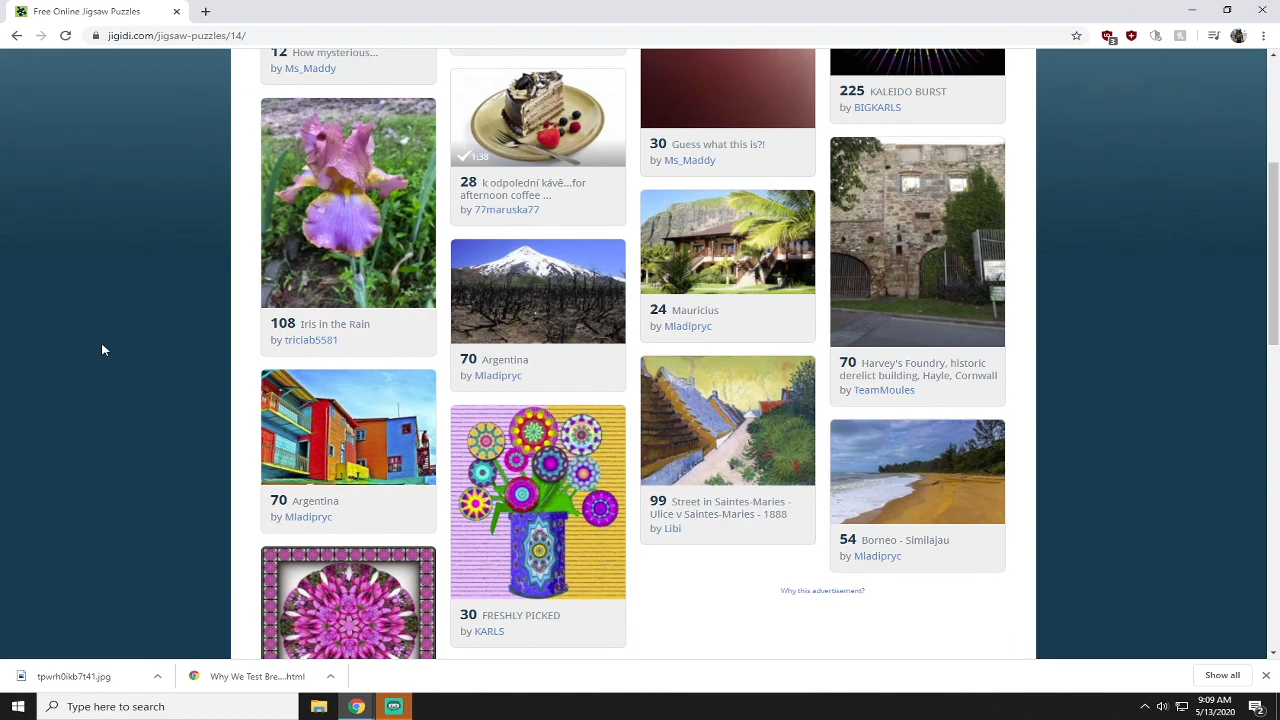 Free Online Jigsaw Puzzles
jigidi.com/jigsaw-puzzles/14/
3
12 How mysterious...
by Ms_Maddy
108 Iris in the Rain
by triciab5581
70 Argentina
by Mladipryc
1:38
28 k odpolední kávě...for
afternoon coffee ...
by 77maruska77
70 Argentina
by Mladipryc
30 FRESHLY PICKED
by KARLS
30 Guess what this is?!
by Ms_Maddy
24 Mauricius
by Mladipryc
99 Street in Saintes-Maries -
Ulice v Saintes-Maries - 1888
by Libi
225 KALEIDO BURST
by BIGKARLS
70 Harvey's Foundry, historic
derelict building, Hayle, Cornwall
by TeamMoules
54 Borneo - Similajau
by Mladipryc
Why this advertisement?
tpwrh0ikb7t41.jpg
Why We Test Bre....html
Show all
Type here to search
9:09 AM
5/13/2020
2